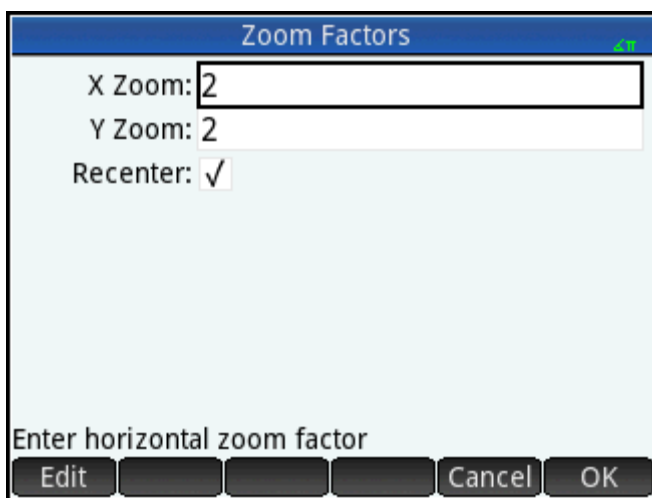 Zoom Factors ∡π
X Zoom: 2
Y Zoom: 2
Recenter: √
Enter horizontal zoom factor
Edit Cancel OK